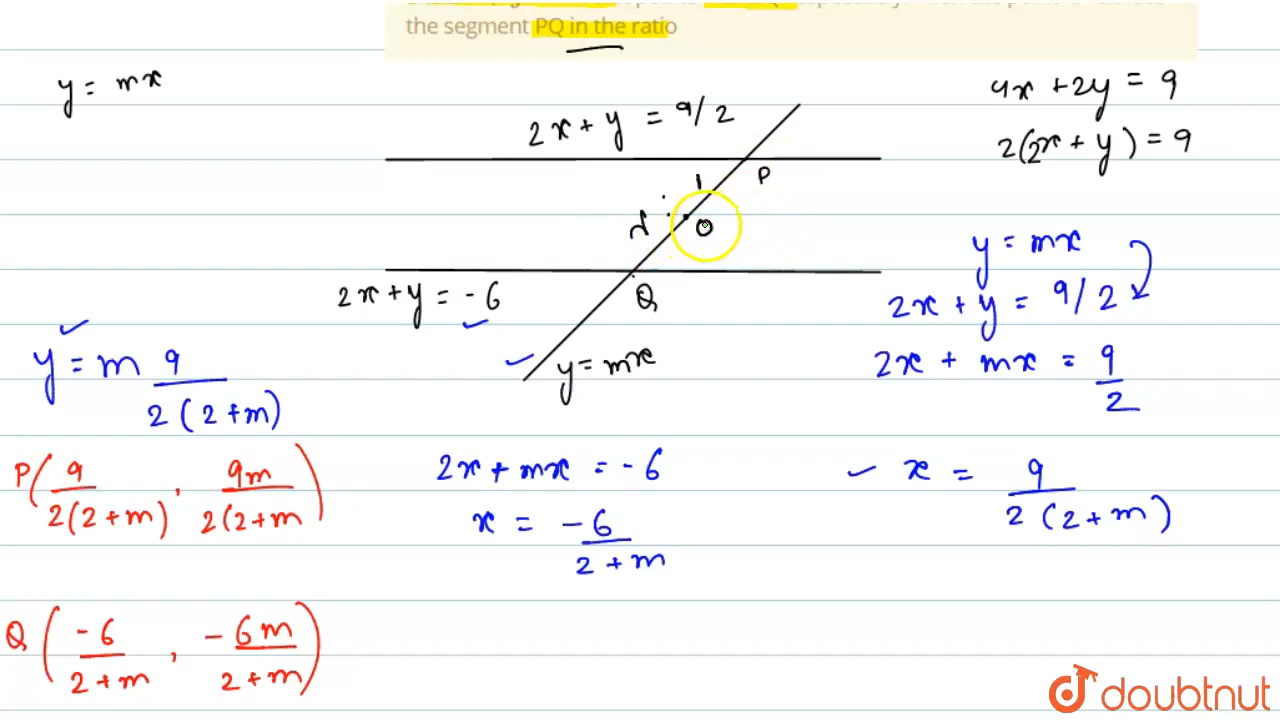 the segment PQ in the ratio
y = mx
2x + y = 9/2
4x + 2y = 9
2(2x + y) = 9
P
1
:
λ
O
y = mx
2x + y = -6
Q
2x + y = 9/2
y = mx
y = m 9/2(2+m)
2x + mx = 9/2
P(9/2(2+m), 9m/2(2+m)
2x + mx = -6
x = 9/2(2+m)
x = -6/2+m
Q(-6/2+m, -6m/2+m)
doubtnut